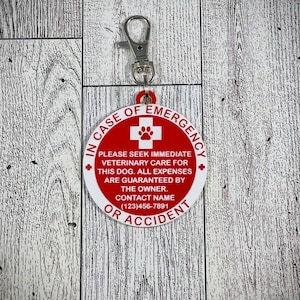 IN CASE OF EMERGENCY
PLEASE SEEK IMMEDIATE
VETERINARY CARE FOR
THIS DOG. ALL EXPENSES
ARE GUARANTEED BY
THE OWNER.
CONTACT NAME
(123)456-7891
OR ACCIDENT